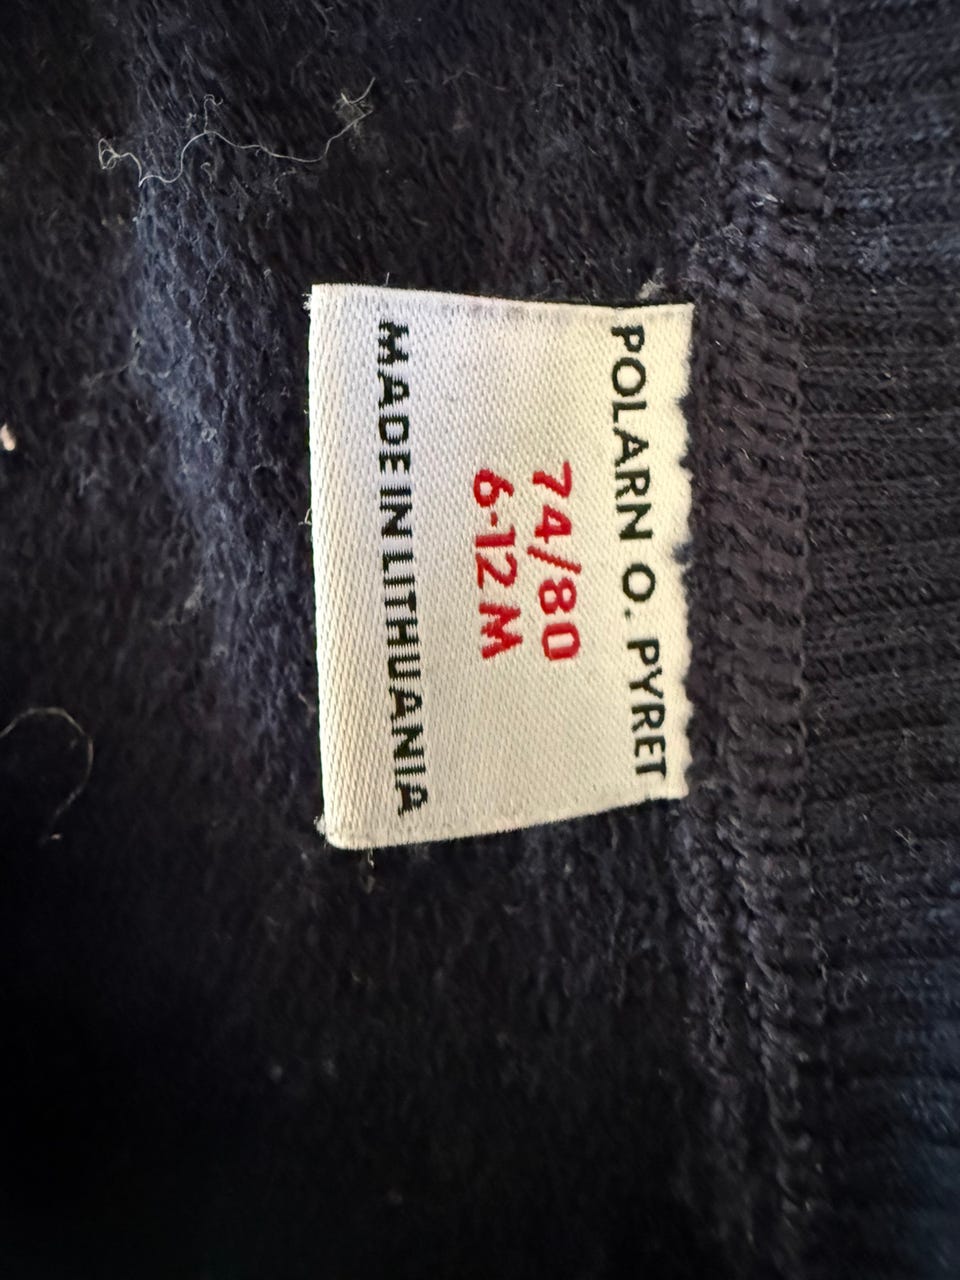 POLARN O. PYRET
74/80
6-12 M
MADE IN LITHUANIA